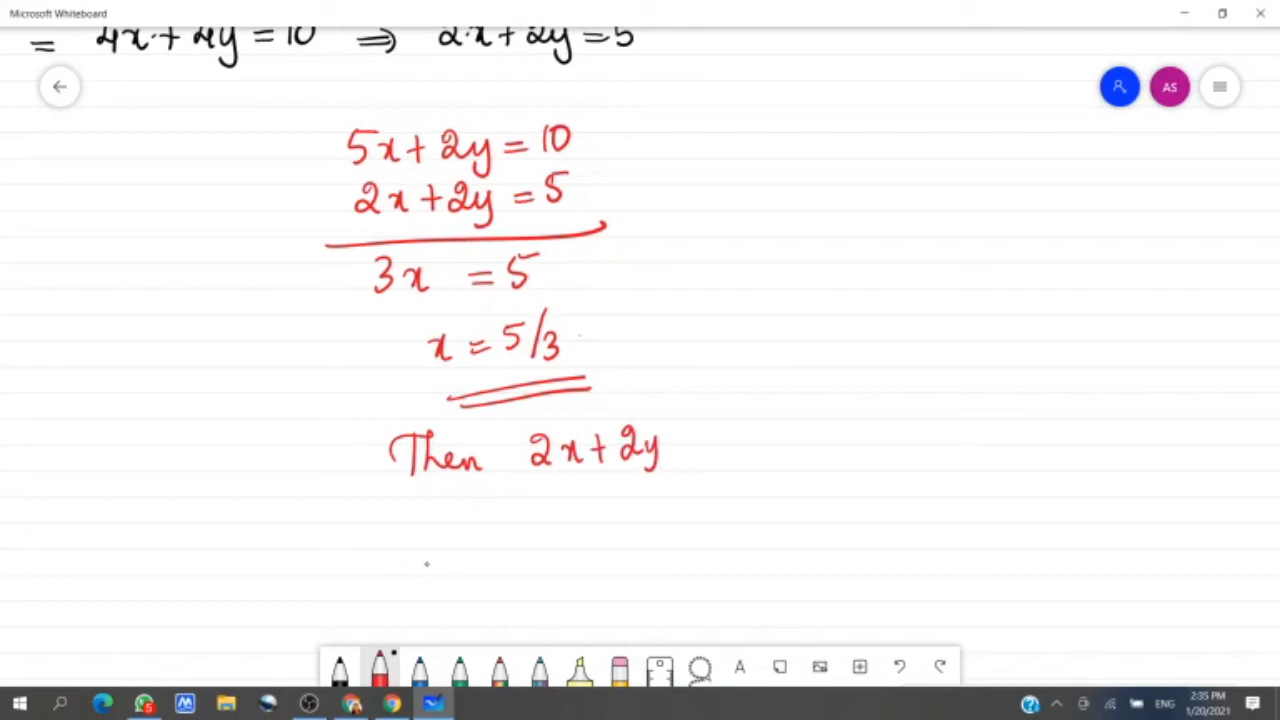 Microsoft Whiteboard
= 4x + 4y = 10 ⇒ 2x + 2y = 5
AS
5x + 2y = 10
2x + 2y = 5
3x = 5
x = 5/3
Then 2x + 2y
A
5
ENG
2:35 PM
1/20/2021